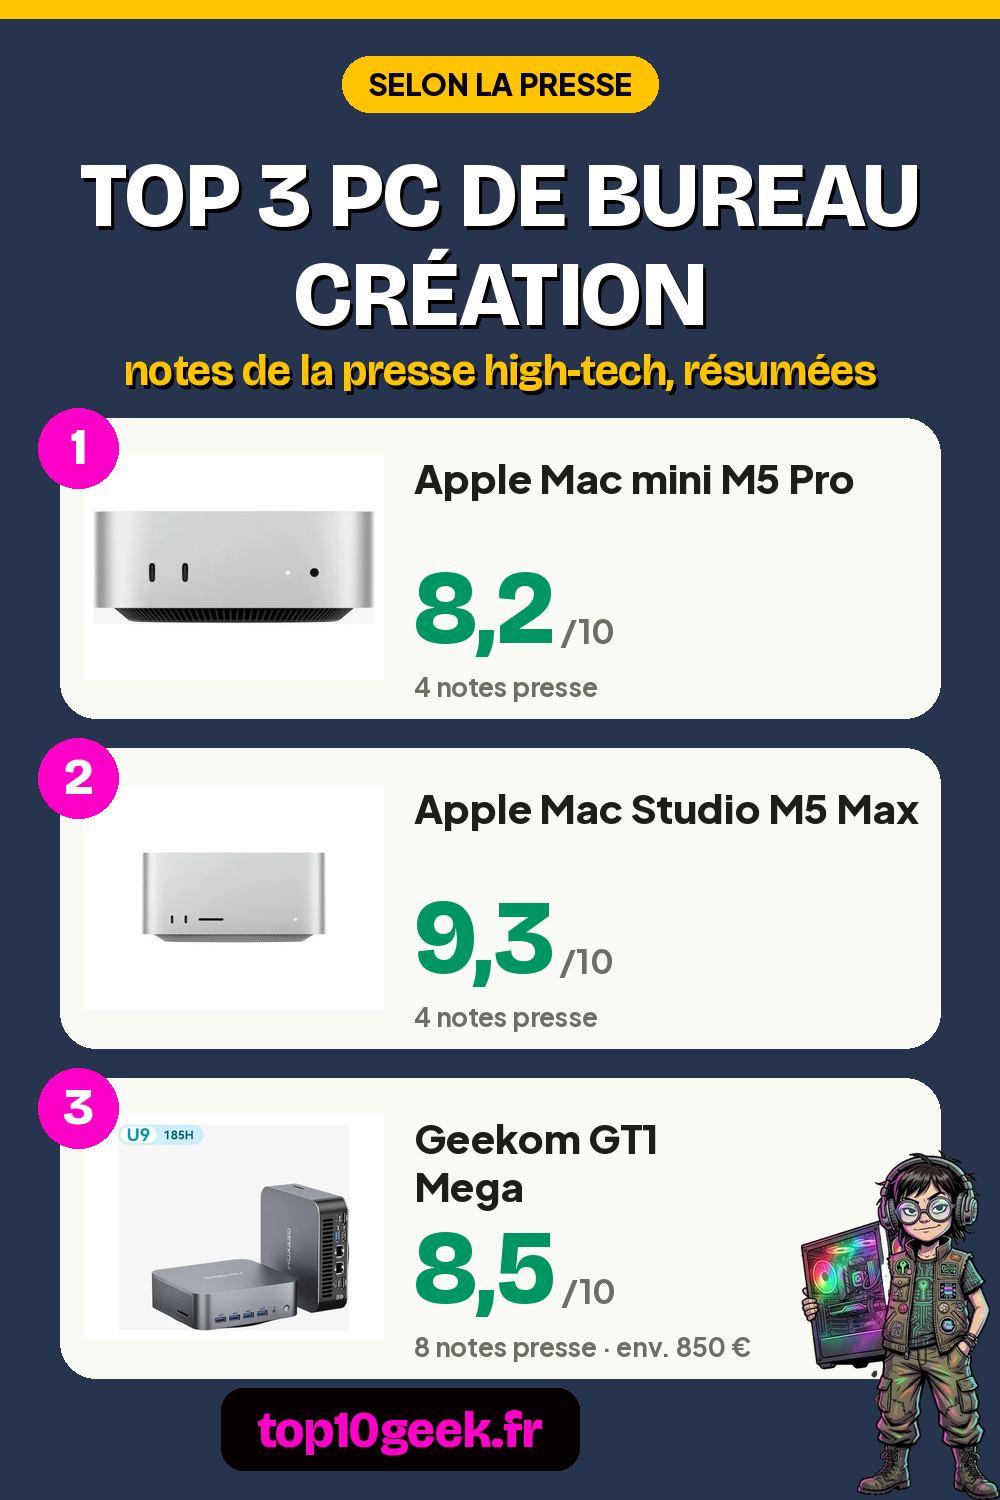 SELON LA PRESSE
TOP 3 PC DE BUREAU
CRÉATION
notes de la presse high-tech, résumées
1
Apple Mac mini M5 Pro
8,2 /10
4 notes presse
2
Apple Mac Studio M5 Max
9,3 /10
4 notes presse
3
U9 185H
GEEKOM
GEEKOM
Geekom GT1
Mega
8,5 /10
8 notes presse · env. 850 €
top10geek.fr